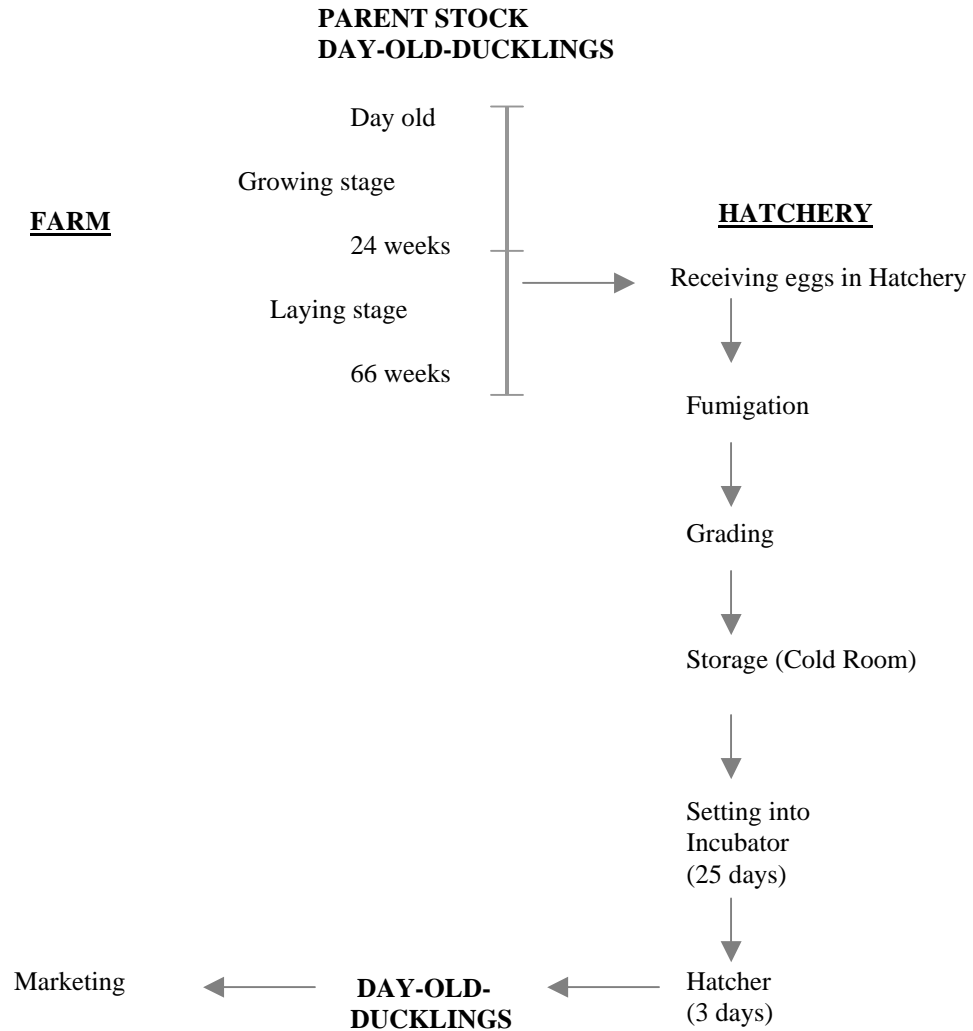 PARENT STOCK
DAY-OLD-DUCKLINGS
Day old
Growing stage
FARM
24 weeks
Laying stage
66 weeks
HATCHERY
Receiving eggs in Hatchery
Fumigation
Grading
Storage (Cold Room)
Setting into
Incubator
(25 days)
Hatcher
(3 days)
DAY-OLD-
DUCKLINGS
Marketing